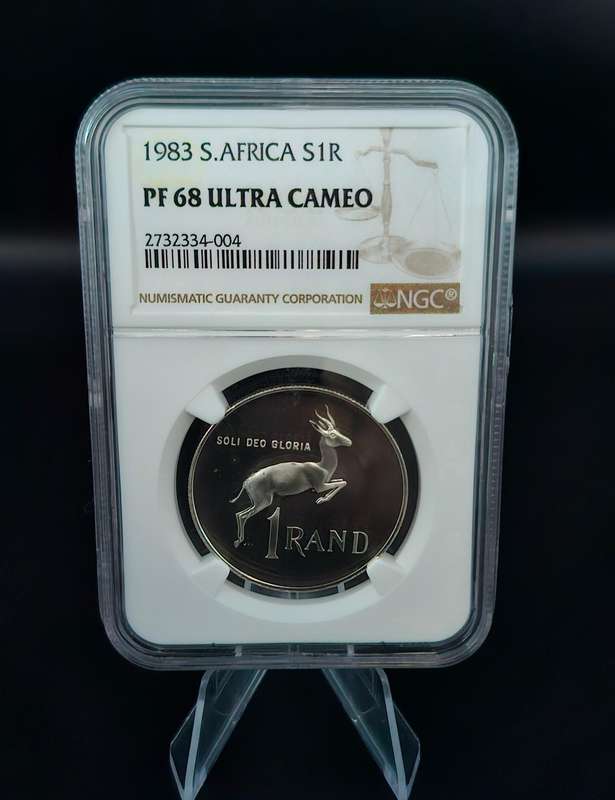 1983 S.AFRICA S1R
PF 68 ULTRA CAMEO
2732334-004
NUMISMATIC GUARANTY CORPORATION NGC®
SOLI DEO GLORIA
1 RAND